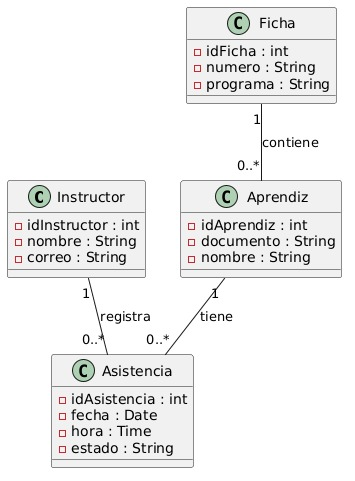 C Ficha
idFicha : int
numero : String
programa : String
1
contiene
0..*
C Instructor
idInstructor : int
nombre : String
correo : String
C Aprendiz
idAprendiz : int
documento : String
nombre : String
1
registra
0..*
1
tiene
0..*
C Asistencia
idAsistencia : int
fecha : Date
hora : Time
estado : String